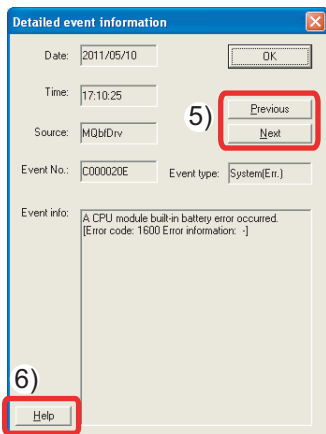 Detailed event information
Date: 2011/05/10
OK
Time: 17:10:25
5)
Previous
Source: MQbfDrv
Next
Event No.: C000020E Event type: System(Err.)
Event info: A CPU module built-in battery error occurred.
[Error code: 1600 Error information: -]
6)
Help